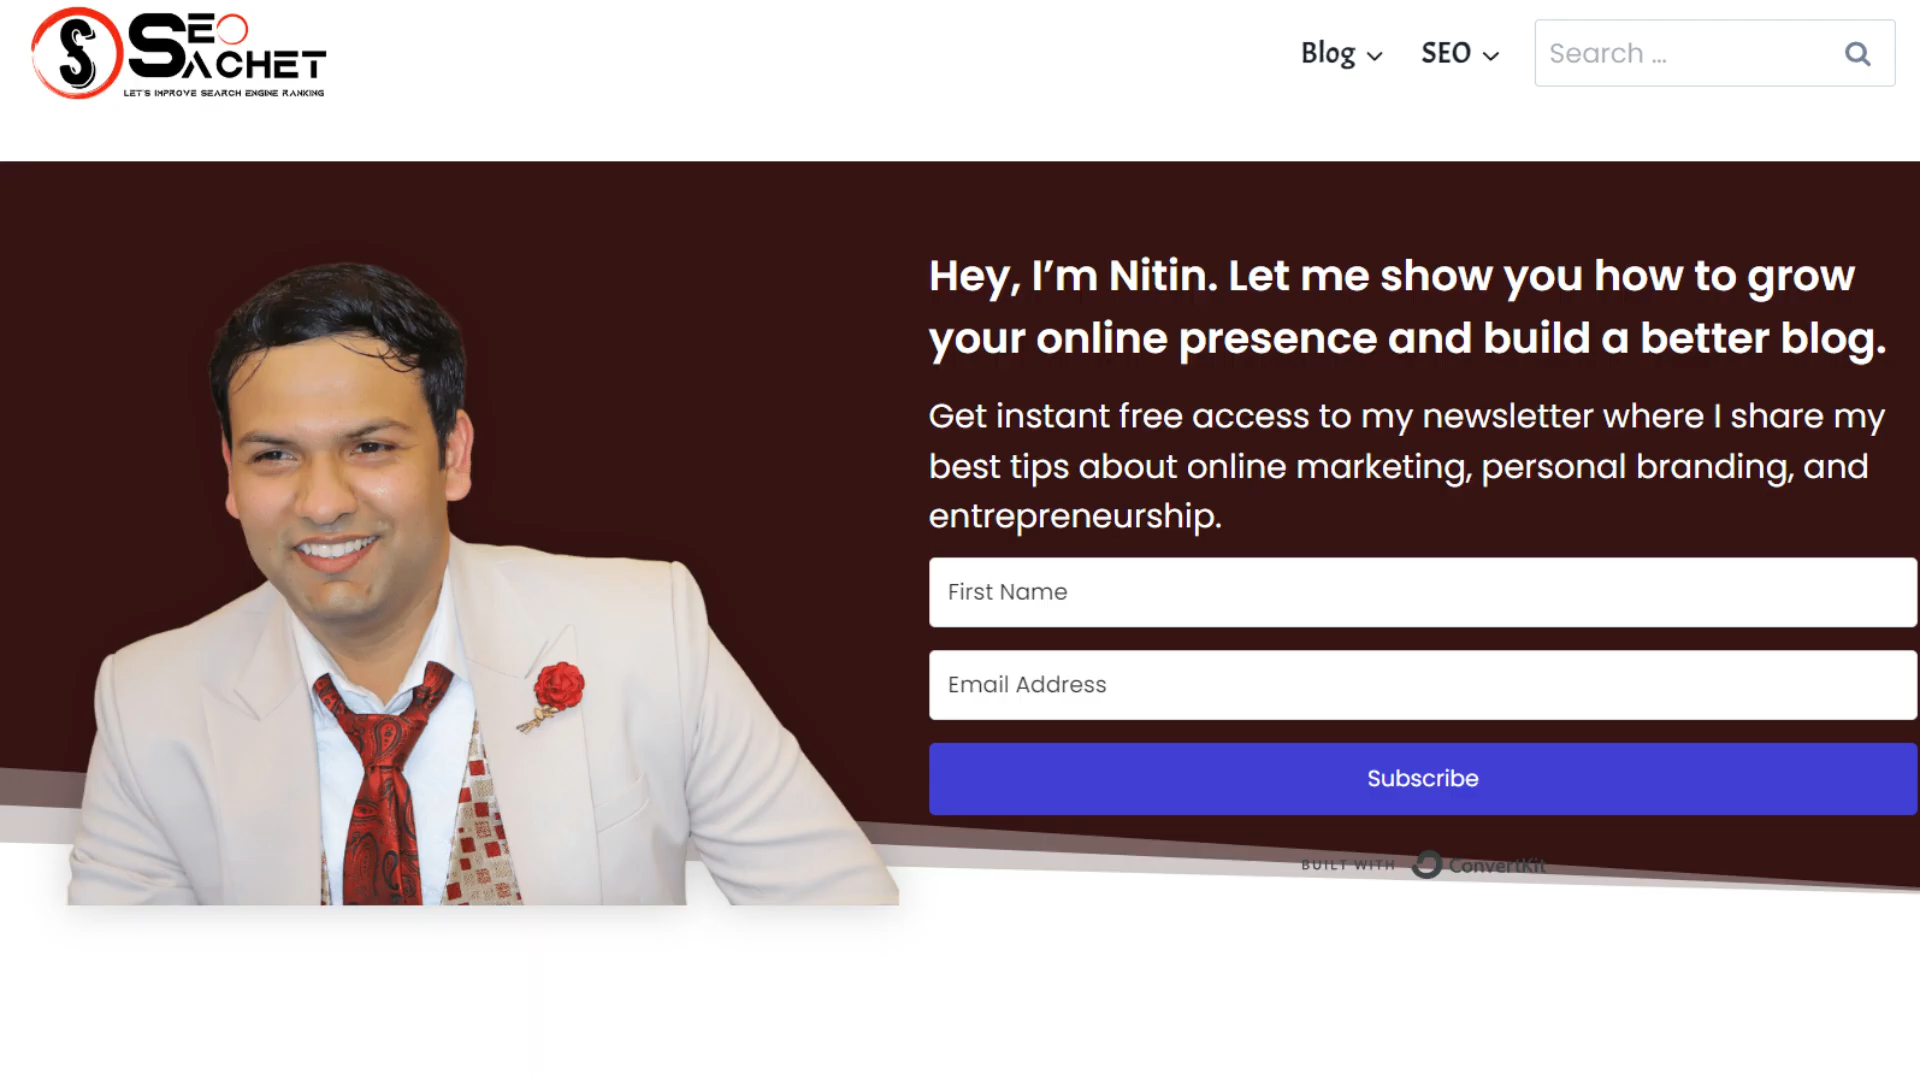 SEO
SACHET
LET'S IMPROVE SEARCH ENGINE RANKING
Blog
SEO
Search ...
Hey, I’m Nitin. Let me show you how to grow
your online presence and build a better blog.
Get instant free access to my newsletter where I share my
best tips about online marketing, personal branding, and
entrepreneurship.
First Name
Email Address
Subscribe
BUILT WITH ConvertKit